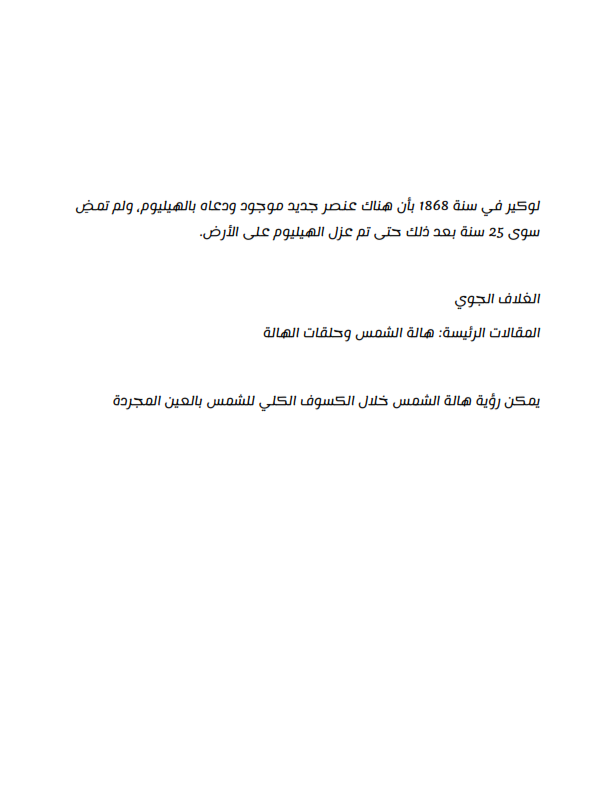 لوكير في سنة 1868 بأن هناك عنصر جديد موجود ودعاه بالهيليوم، ولم تمضِ
سوى 25 سنة بعد ذلك حتى تم عزل الهيليوم على الأرض.
الغلاف الجوي
المقالات الرئيسة: هالة الشمس وحلقات الهالة
يمكن رؤية هالة الشمس خلال الكسوف الكلي للشمس بالعين المجردة